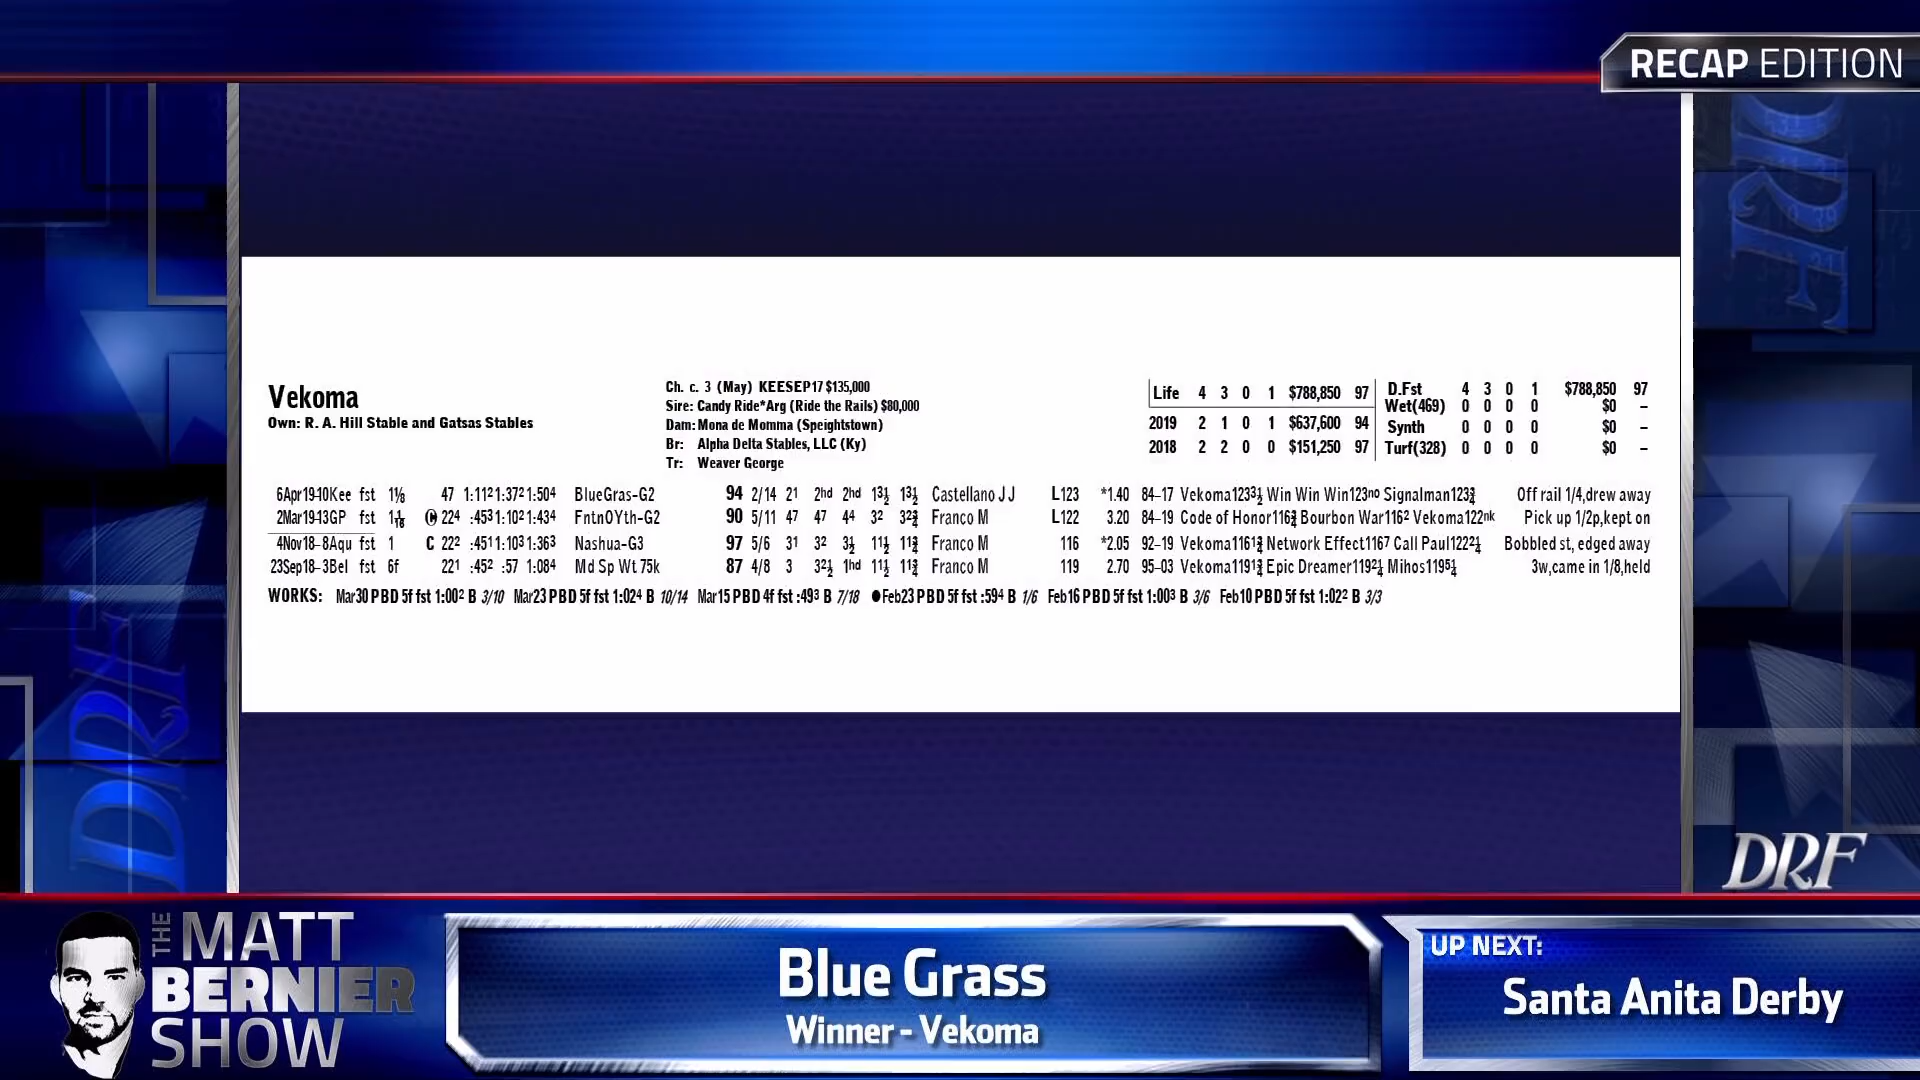 RECAP EDITION
DRF
Vekoma
Own: R. A. Hill Stable and Gatsas Stables
Ch. c. 3 (May) KEESEP17 $135,000
Sire: Candy Ride*Arg (Ride the Rails) $80,000
Dam: Mona de Momma (Speightstown)
Br: Alpha Delta Stables, LLC (Ky)
Tr: Weaver George
Life 4 3 0 1 $788,850 97
2019 2 1 0 1 $637,600 94
2018 2 2 0 0 $151,250 97
D.Fst 4 3 0 1 $788,850 97
Wet(469) 0 0 0 0 $0 –
Synth 0 0 0 0 $0 –
Turf(328) 0 0 0 0 $0 –
6Apr19-10Kee fst 1⅛ 47 1:11² 1:37² 1:50⁴ BlueGras-G2 94 2/14 2¹ 2hd 2hd 1³½ 1³½ Castellano J J L123 *1.40 84-17 Vekoma123³½ Win Win Win123no Signalman123¾ Off rail 1/4,drew away
2Mar19-13GP fst 1 1/16 C 22⁴ :45³ 1:10² 1:43⁴ FntnOYth-G2 90 5/11 4⁷ 4⁷ 4⁴ 3² 3²¾ Franco M L122 3.20 84-19 Code of Honor116¾ Bourbon War116² Vekoma122nk Pick up 1/2p,kept on
4Nov18-8Aqu fst 1 C 22² :45¹ 1:10³ 1:36³ Nashua-G3 97 5/6 3¹ 3² 3½ 1¹½ 1¹¾ Franco M 116 *2.05 92-19 Vekoma116¹¾ Network Effect116⁷ Call Paul122²¼ Bobbled st, edged away
23Sep18-3Bel fst 6f 22¹ :45² :57 1:08⁴ Md Sp Wt 75k 87 4/8 3 3²½ 1hd 1¹½ 1¹¾ Franco M 119 2.70 95-03 Vekoma119¹¾ Epic Dreamer119²¼ Mihos119⁵¼ 3w,came in 1/8,held
WORKS: Mar30 PBD 5f fst 1:00² B 3/10 Mar23 PBD 5f fst 1:02⁴ B 10/14 Mar15 PBD 4f fst :49³ B 7/18 ●Feb23 PBD 5f fst :59⁴ B 1/6 Feb16 PBD 5f fst 1:00³ B 3/6 Feb10 PBD 5f fst 1:02² B 3/3
DRF
DRF
THE MATT BERNIER SHOW
Blue Grass
Winner - Vekoma
UP NEXT:
Santa Anita Derby